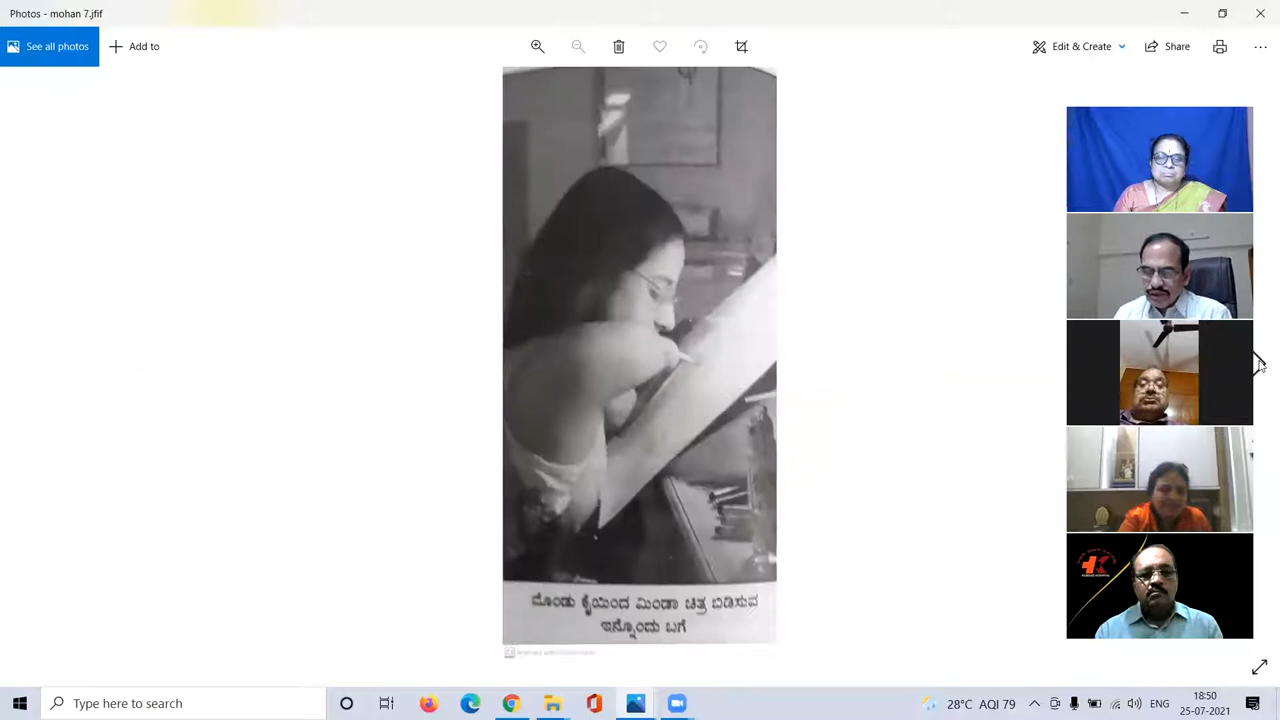 Photos - mohan 7.jfif
See all photos
Add to
Edit & Create
Share
ಮೊಂಡು ಕೈಯಿಂದ ಮಿಂಡಾ ಚಿತ್ರ ಬಿಡಿಸುವ
ಇನ್ನೊಂದು ಬಗೆ
Type here to search
28°C AQI 79
ENG
18:50
25-07-2021